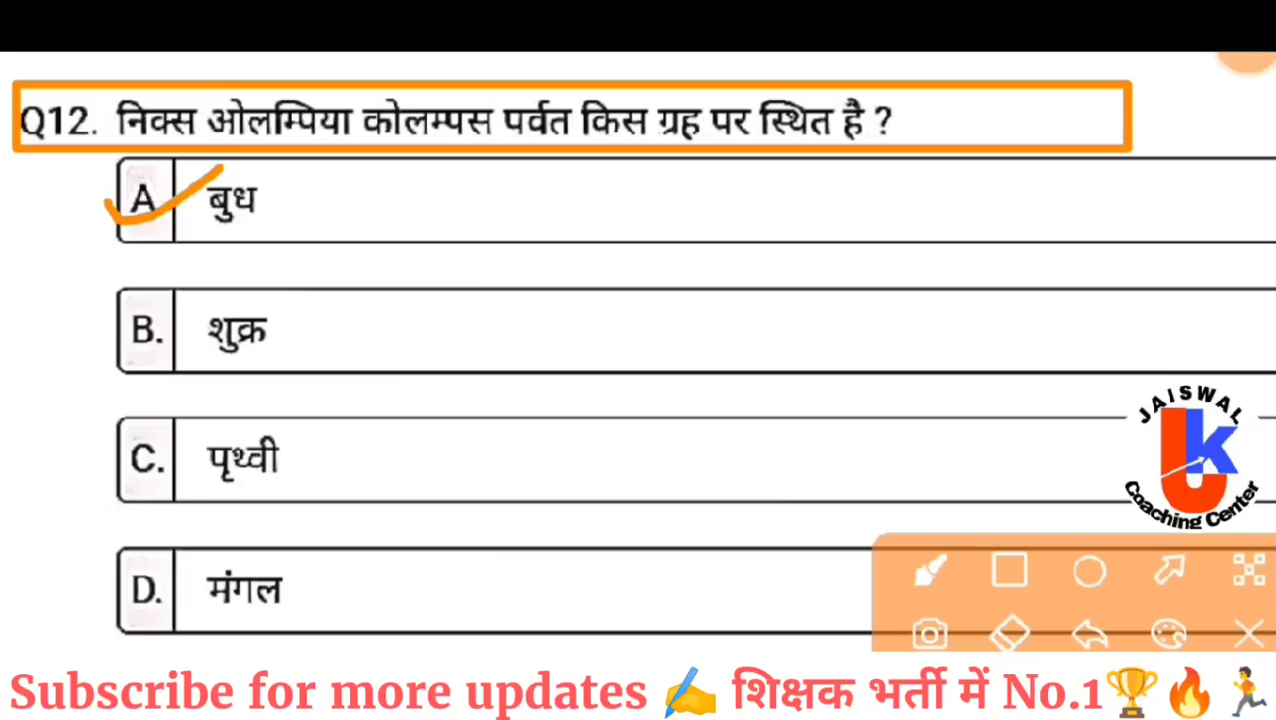 Q12. निक्स ओलम्पिया कोलम्पस पर्वत किस ग्रह पर स्थित है ?
A बुध
B. शुक्र
C. पृथ्वी
D. मंगल
JAISWAL
JK
Coaching Center
Subscribe for more updates ✍️ शिक्षक भर्ती में No.1🏆🔥🏃